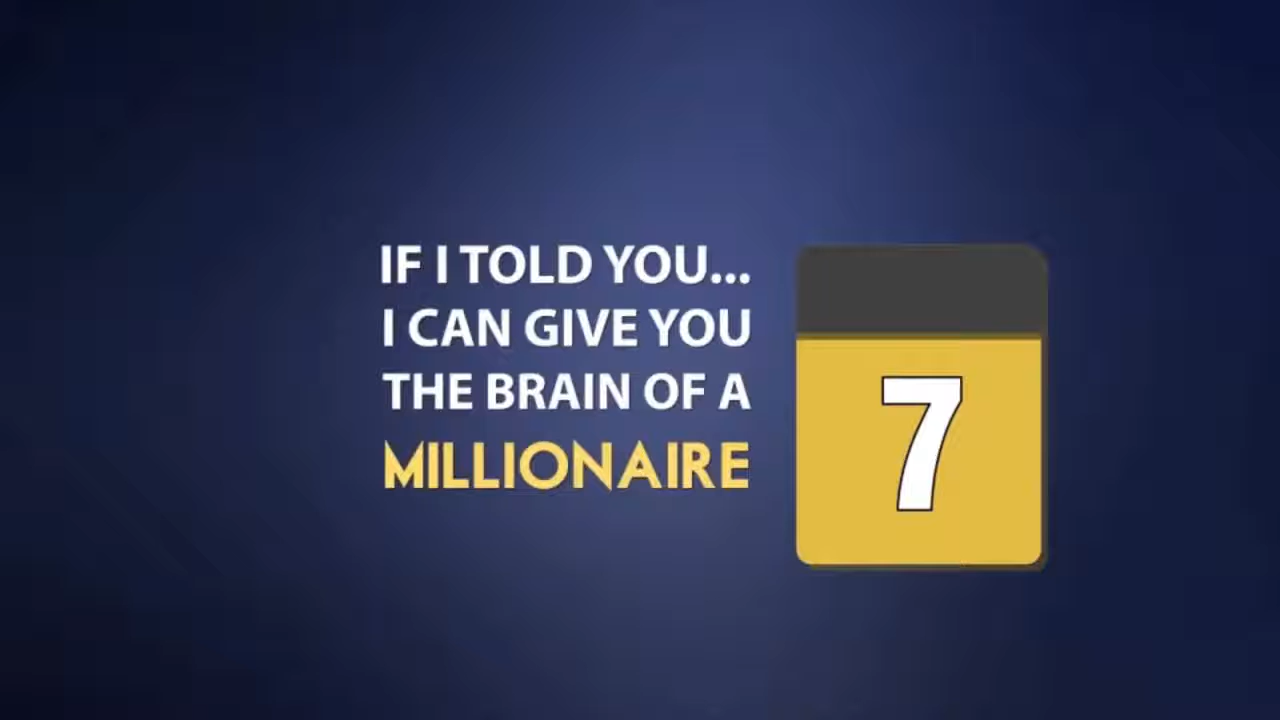 IF I TOLD YOU...
I CAN GIVE YOU
THE BRAIN OF A
MILLIONAIRE
7